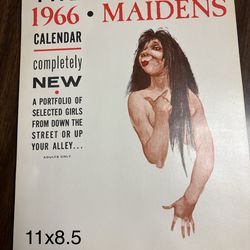 1966 • MAIDENS
CALENDAR
completely
NEW •
A PORTFOLIO OF
SELECTED GIRLS
FROM DOWN THE
STREET OR UP
YOUR ALLEY...
ADULTS ONLY
11x8.5